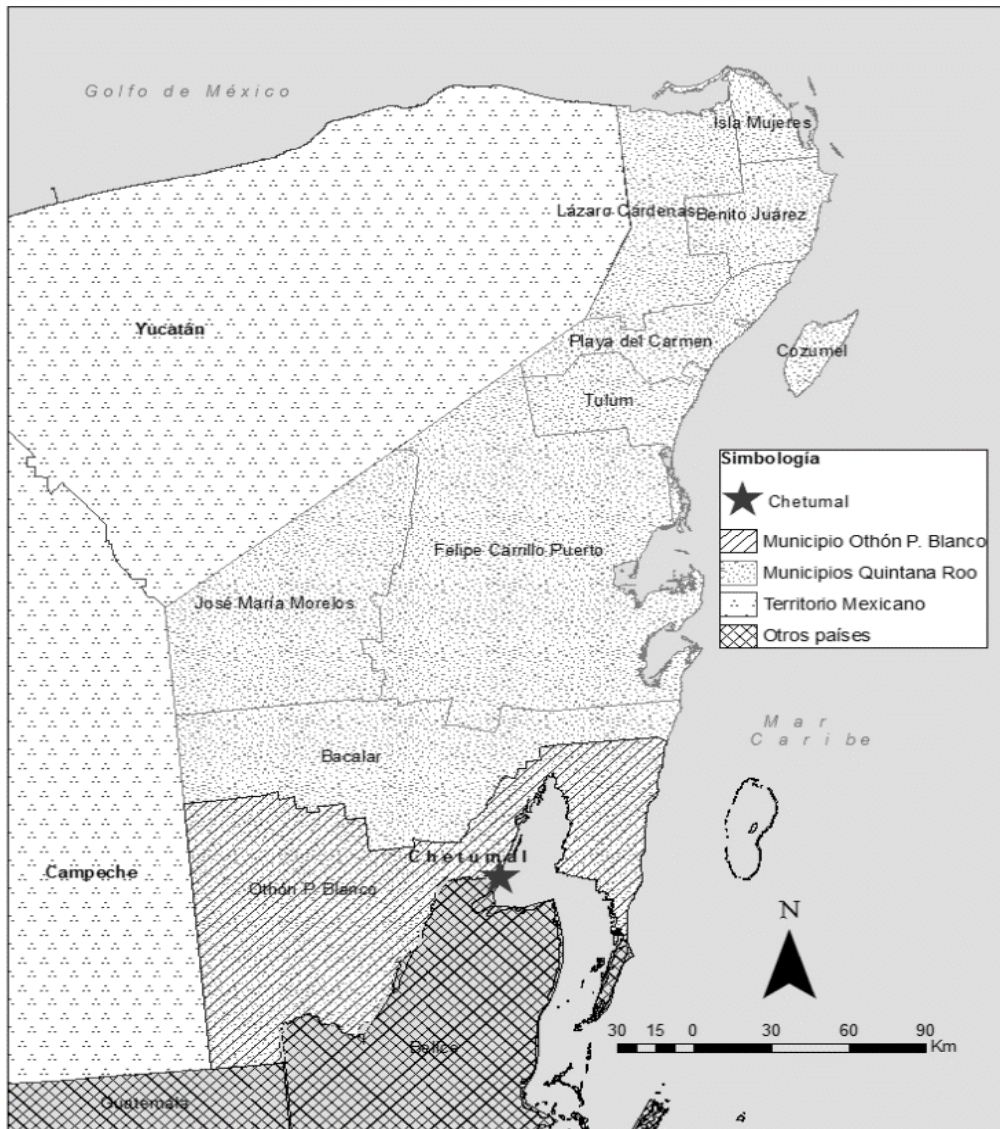 Golfo de México
Isla Mujeres
Lázaro Cárdenas
Benito Juárez
Yucatán
Playa del Carmen
Cozumel
Tulum
Simbología
Chetumal
Municipio Othón P. Blanco
Municipios Quintana Roo
Territorio Mexicano
Otros países
Felipe Carrillo Puerto
José María Morelos
Mar
Caribe
Bacalar
Chetumal
Campeche
Othón P. Blanco
N
30 15 0 30 60 90
Km
Belice
Guatemala